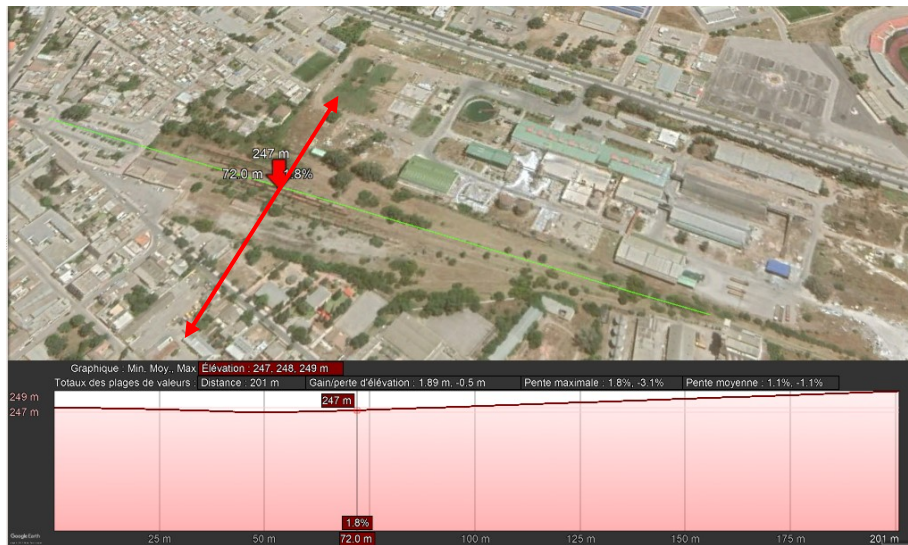 247 m
72.0 m 1.8%
Graphique : Min. Moy., Max. Élévation : 247, 248, 249 m
Totaux des plages de valeurs : Distance : 201 m Gain/perte d'élévation : 1.89 m, -0.5 m Pente maximale : 1.8%, -3.1% Pente moyenne : 1.1%, -1.1%
249 m
247 m
247 m
1.8%
Google Earth
25 m 50 m 72.0 m 100 m 125 m 150 m 175 m 201 m